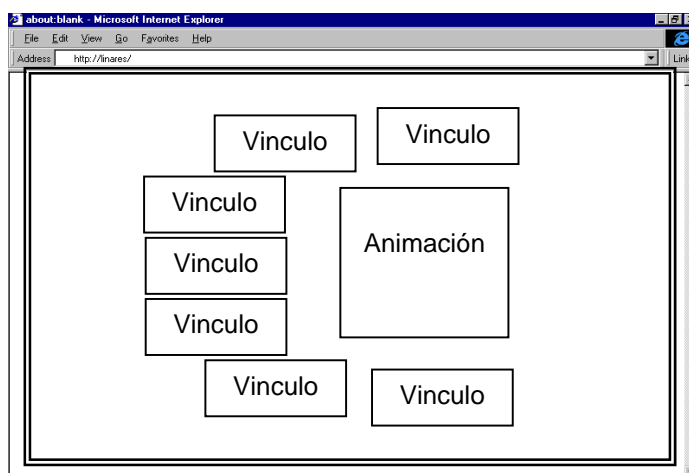 about:blank - Microsoft Internet Explorer
File Edit View Go Favorites Help
Address http://linares/ Link
Vinculo Vinculo
Vinculo
Animación
Vinculo
Vinculo
Vinculo
Vinculo